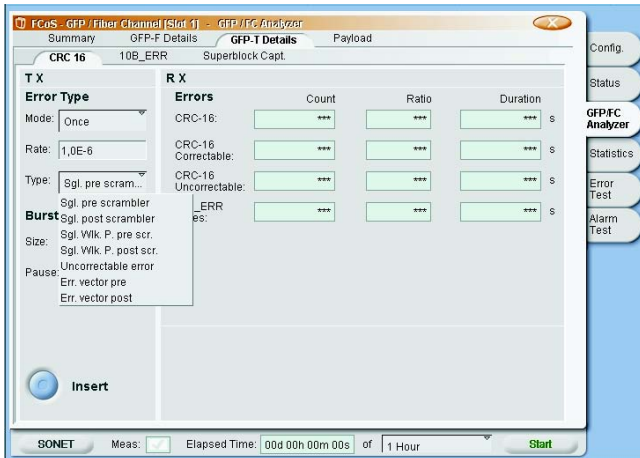 FCoS - GFP / Fiber Channel [Slot 1] - GFP / FC Analyzer
Summary GFP-F Details GFP-T Details Payload
CRC 16 10B_ERR Superblock Capt.
TX
Error Type
Mode: Once
Rate: 1,0E-6
Type: Sgl. pre scram...
Sgl. pre scrambler
Sgl. post scrambler
Sgl. Wlk. P. pre scr.
Sgl. Wlk. P. post scr.
Uncorrectable error
Err. vector pre
Err. vector post
Burst
Size:
Pause:
Insert
RX
Errors Count Ratio Duration
CRC-16: *** *** *** s
CRC-16 Correctable: *** *** *** s
CRC-16 Uncorrectable: *** *** *** s
_ERR
es: *** *** *** s
Config.
Status
GFP/FC Analyzer
Statistics
Error Test
Alarm Test
SONET Meas: Elapsed Time: 00d 00h 00m 00s of 1 Hour Start